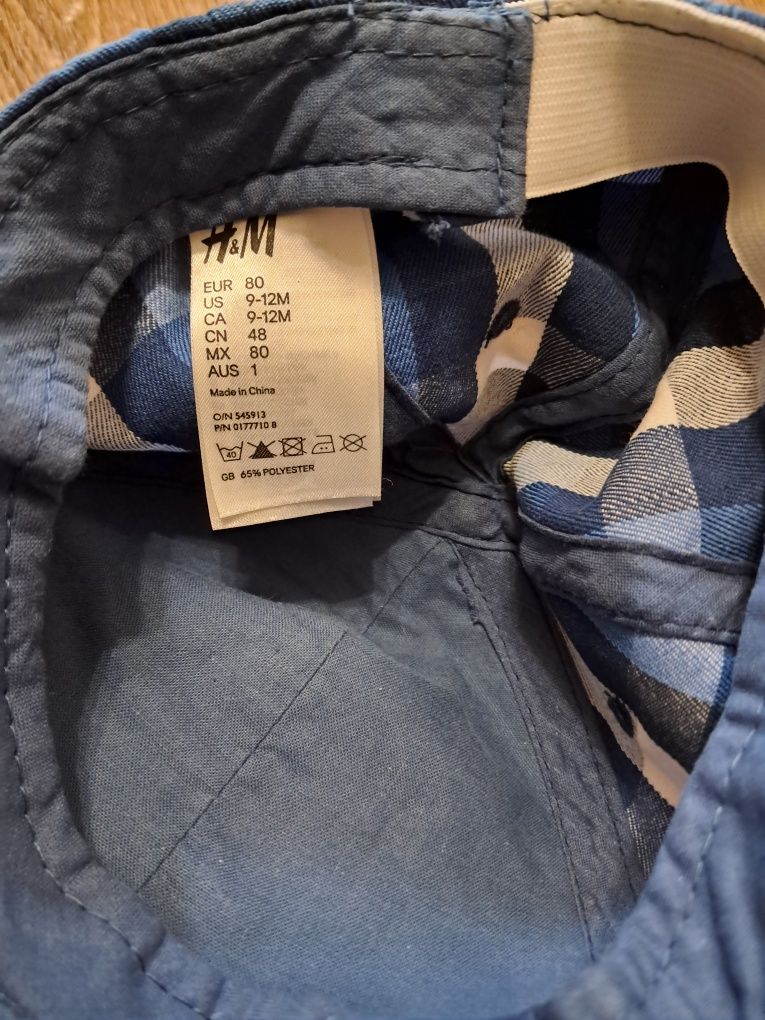 H&M
EUR 80
US 9-12M
CA 9-12M
CN 48
MX 80
AUS 1
Made in China
O/N 545913
P/N 0177710 8
40
GB 65% POLYESTER